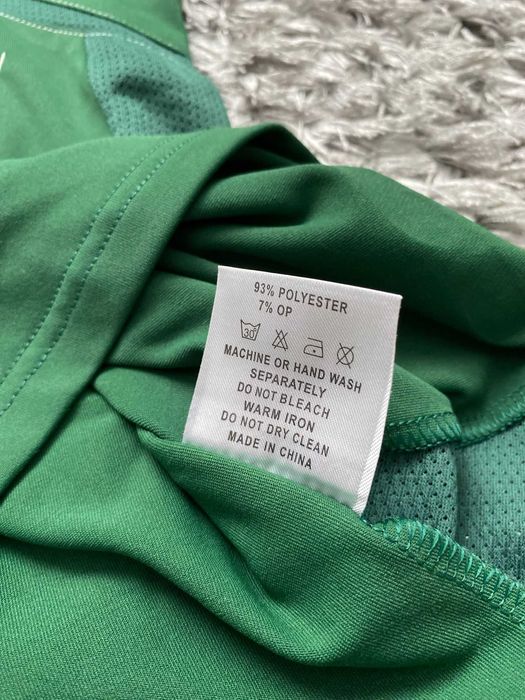 93% POLYESTER
7% OP
30
MACHINE OR HAND WASH
SEPARATELY
DO NOT BLEACH
WARM IRON
DO NOT DRY CLEAN
MADE IN CHINA